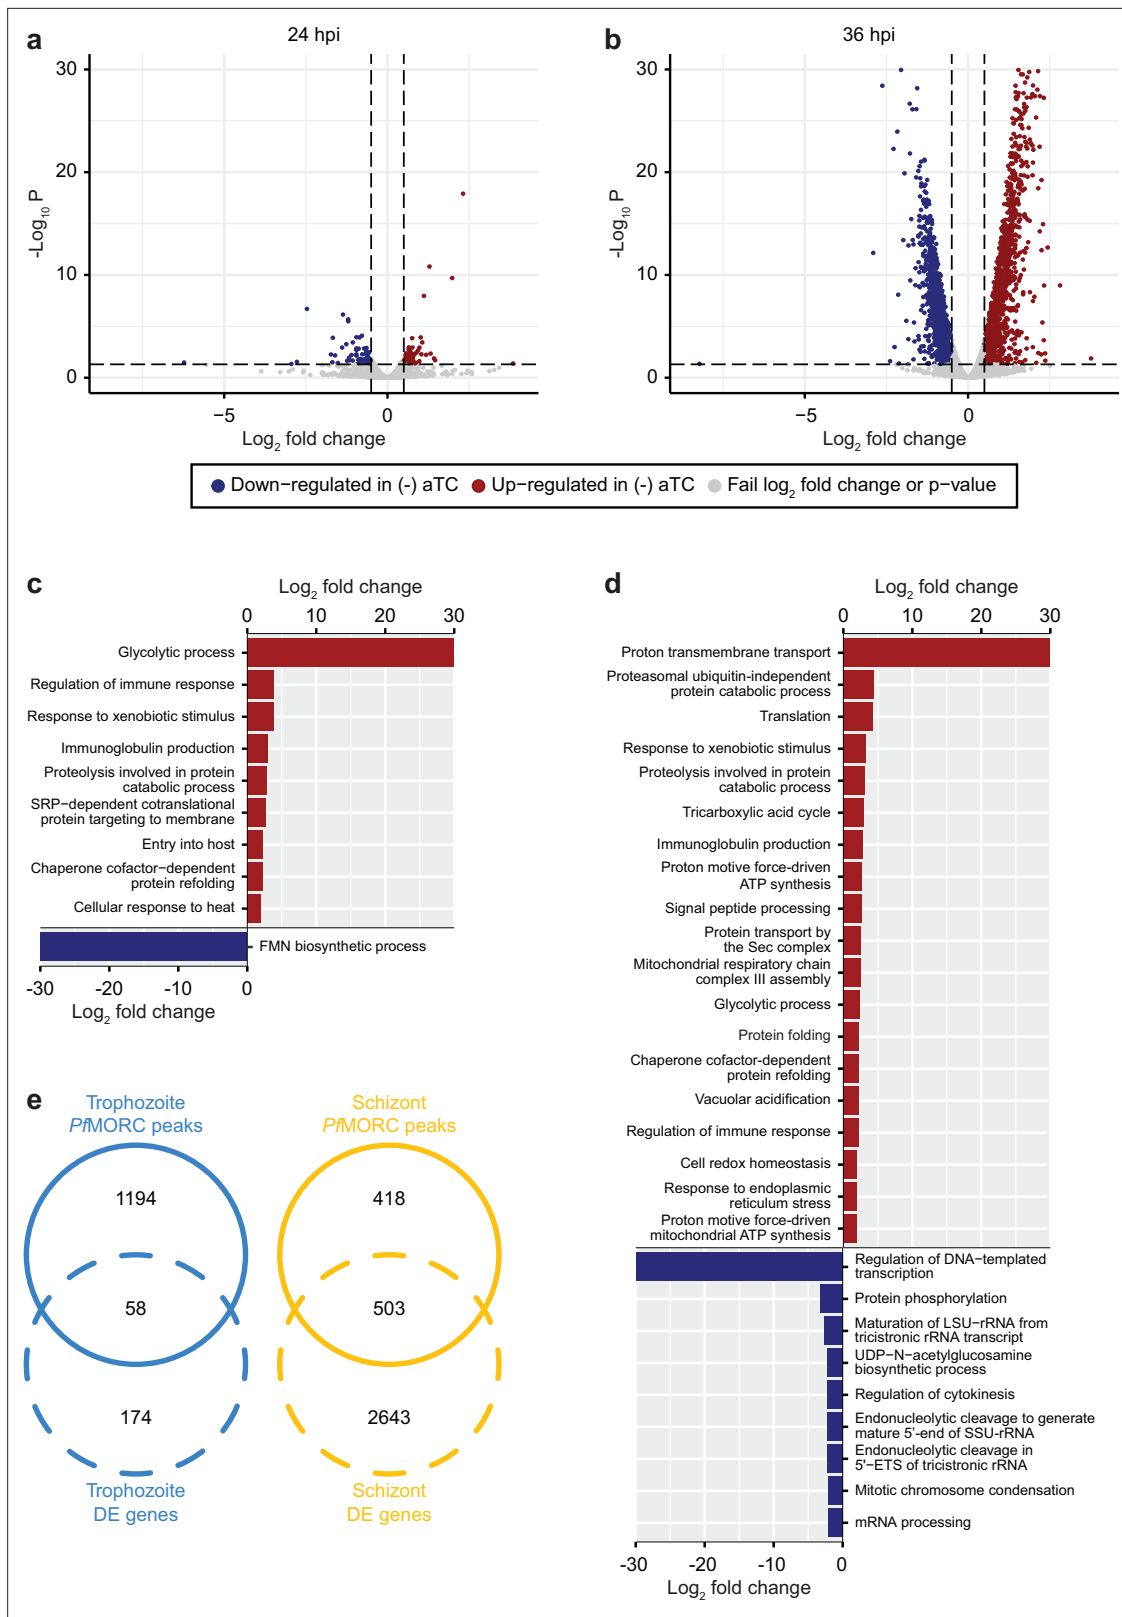 a
24 hpi
30
20
10
0
-Log10 P
−5
0
Log2 fold change
b
36 hpi
30
20
10
0
−5
0
Log2 fold change
Down−regulated in (-) aTC
Up−regulated in (-) aTC
Fail log2 fold change or p−value
c
Log2 fold change
0 10 20 30
Glycolytic process
Regulation of immune response
Response to xenobiotic stimulus
Immunoglobulin production
Proteolysis involved in protein
catabolic process
SRP−dependent cotranslational
protein targeting to membrane
Entry into host
Chaperone cofactor−dependent
protein refolding
Cellular response to heat
FMN biosynthetic process
-30 -20 -10 0
Log2 fold change
d
Log2 fold change
0 10 20 30
Proton transmembrane transport
Proteasomal ubiquitin-independent
protein catabolic process
Translation
Response to xenobiotic stimulus
Proteolysis involved in protein
catabolic process
Tricarboxylic acid cycle
Immunoglobulin production
Proton motive force-driven
ATP synthesis
Signal peptide processing
Protein transport by
the Sec complex
Mitochondrial respiratory chain
complex III assembly
Glycolytic process
Protein folding
Chaperone cofactor-dependent
protein refolding
Vacuolar acidification
Regulation of immune response
Cell redox homeostasis
Response to endoplasmic
reticulum stress
Proton motive force-driven
mitochondrial ATP synthesis
Regulation of DNA−templated
transcription
Protein phosphorylation
Maturation of LSU−rRNA from
tricistronic rRNA transcript
UDP−N−acetylglucosamine
biosynthetic process
Regulation of cytokinesis
Endonucleolytic cleavage to generate
mature 5'-end of SSU-rRNA
Endonucleolytic cleavage in
5'−ETS of tricistronic rRNA
Mitotic chromosome condensation
mRNA processing
-30 -20 -10 0
Log2 fold change
e
Trophozoite
PfMORC peaks
1194
58
174
Trophozoite
DE genes
Schizont
PfMORC peaks
418
503
2643
Schizont
DE genes